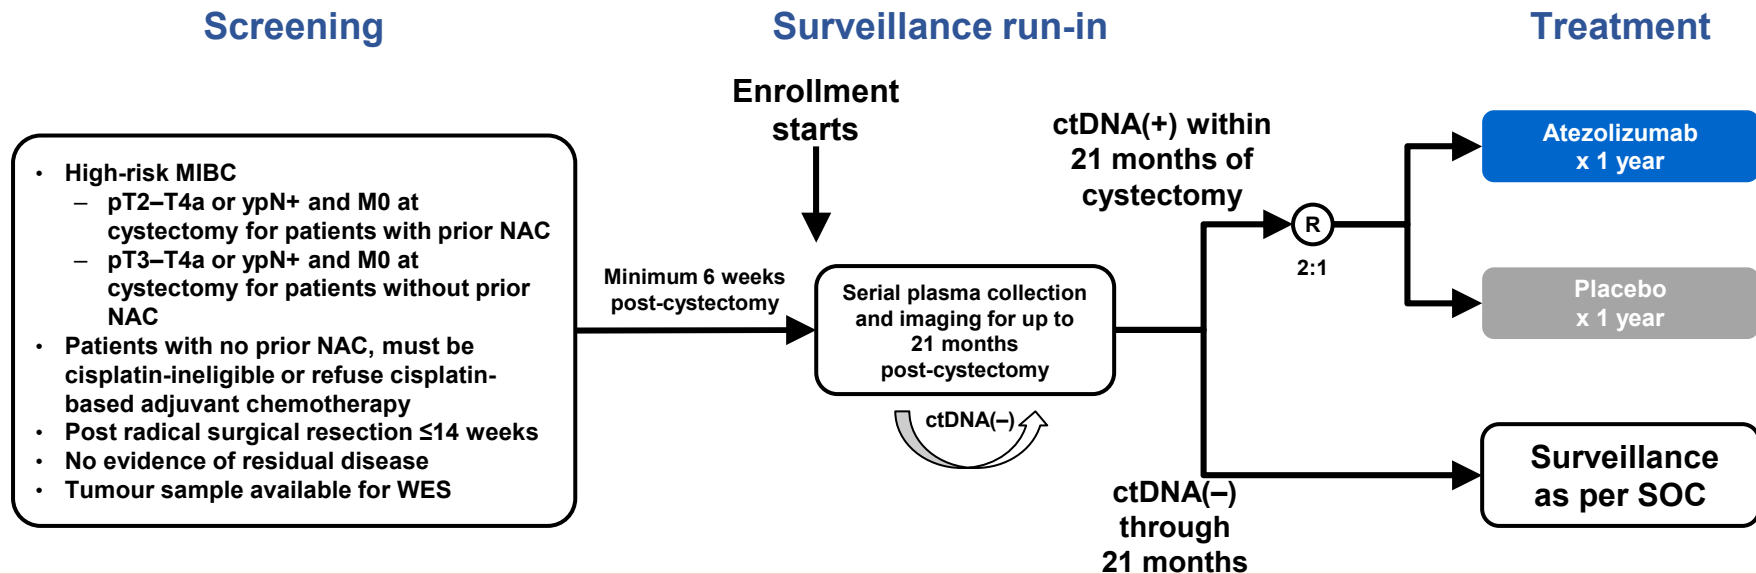 Screening
Surveillance run-in
Treatment
• High-risk MIBC
– pT2–T4a or ypN+ and M0 at
cystectomy for patients with prior NAC
– pT3–T4a or ypN+ and M0 at
cystectomy for patients without prior
NAC
• Patients with no prior NAC, must be
cisplatin-ineligible or refuse cisplatin-
based adjuvant chemotherapy
• Post radical surgical resection ≤14 weeks
• No evidence of residual disease
• Tumour sample available for WES
Minimum 6 weeks
post-cystectomy
Enrollment
starts
Serial plasma collection
and imaging for up to
21 months
post-cystectomy
ctDNA(–)
ctDNA(+) within
21 months of
cystectomy
R
2:1
ctDNA(–)
through
21 months
Atezolizumab
x 1 year
Placebo
x 1 year
Surveillance
as per SOC